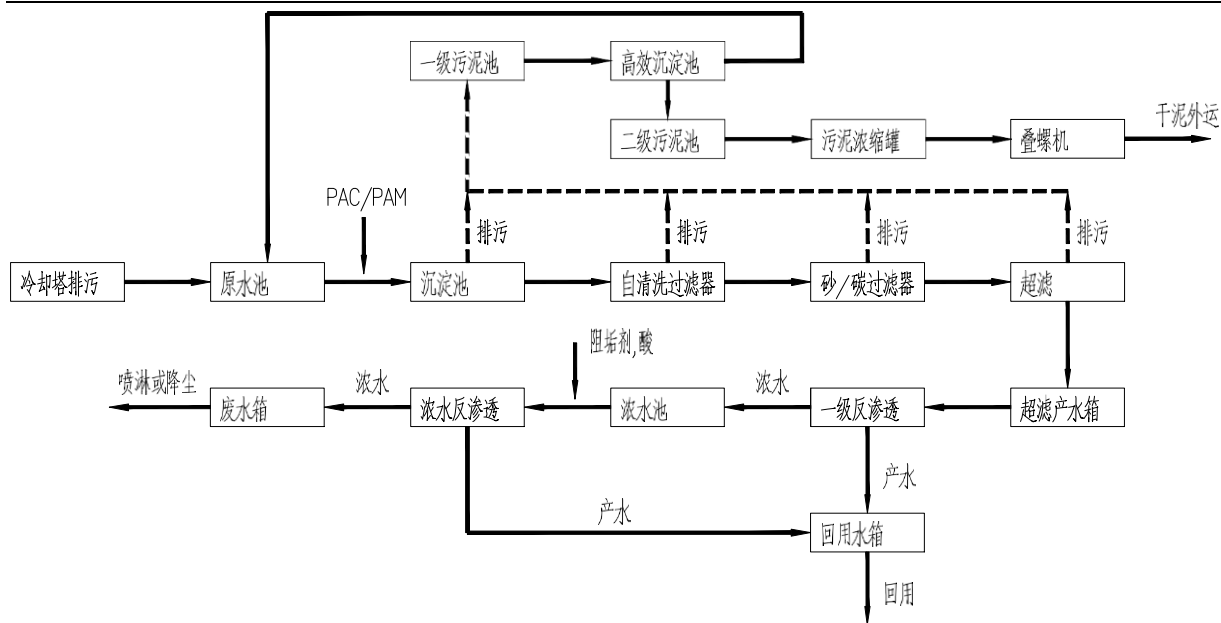 一级污泥池
高效沉淀池
二级污泥池
污泥浓缩罐
叠螺机
干泥外运
PAC/PAM
排污
排污
排污
排污
冷却塔排污
原水池
沉淀池
自清洗过滤器
砂/碳过滤器
超滤
阻垢剂,酸
喷淋或降尘
浓水
浓水
废水箱
浓水反渗透
浓水池
一级反渗透
超滤产水箱
产水
产水
回用水箱
回用